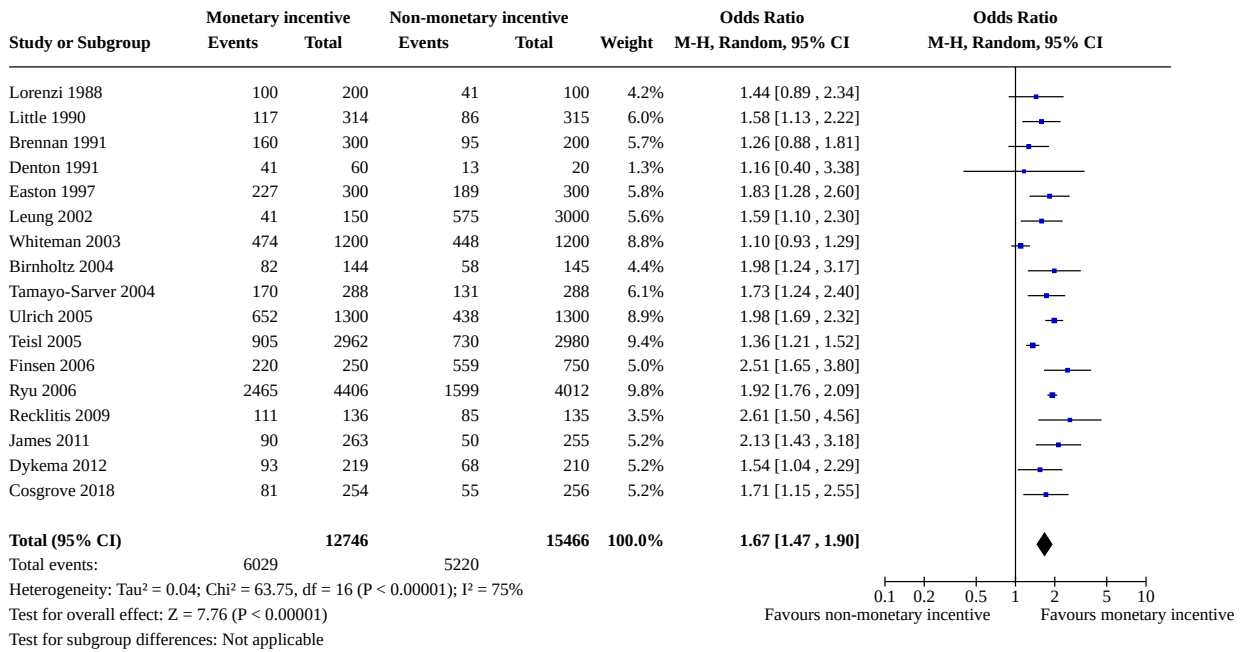 Monetary incentive Non-monetary incentive Odds Ratio Odds Ratio
Study or Subgroup Events Total Events Total Weight M-H, Random, 95% CI M-H, Random, 95% CI
Lorenzi 1988 100 200 41 100 4.2% 1.44 [0.89 , 2.34]
Little 1990 117 314 86 315 6.0% 1.58 [1.13 , 2.22]
Brennan 1991 160 300 95 200 5.7% 1.26 [0.88 , 1.81]
Denton 1991 41 60 13 20 1.3% 1.16 [0.40 , 3.38]
Easton 1997 227 300 189 300 5.8% 1.83 [1.28 , 2.60]
Leung 2002 41 150 575 3000 5.6% 1.59 [1.10 , 2.30]
Whiteman 2003 474 1200 448 1200 8.8% 1.10 [0.93 , 1.29]
Birnholtz 2004 82 144 58 145 4.4% 1.98 [1.24 , 3.17]
Tamayo-Sarver 2004 170 288 131 288 6.1% 1.73 [1.24 , 2.40]
Ulrich 2005 652 1300 438 1300 8.9% 1.98 [1.69 , 2.32]
Teisl 2005 905 2962 730 2980 9.4% 1.36 [1.21 , 1.52]
Finsen 2006 220 250 559 750 5.0% 2.51 [1.65 , 3.80]
Ryu 2006 2465 4406 1599 4012 9.8% 1.92 [1.76 , 2.09]
Recklitis 2009 111 136 85 135 3.5% 2.61 [1.50 , 4.56]
James 2011 90 263 50 255 5.2% 2.13 [1.43 , 3.18]
Dykema 2012 93 219 68 210 5.2% 1.54 [1.04 , 2.29]
Cosgrove 2018 81 254 55 256 5.2% 1.71 [1.15 , 2.55]
Total (95% CI) 12746 15466 100.0% 1.67 [1.47 , 1.90]
Total events: 6029 5220
Heterogeneity: Tau² = 0.04; Chi² = 63.75, df = 16 (P < 0.00001); I² = 75%
0.1 0.2 0.5 1 2 5 10
Test for overall effect: Z = 7.76 (P < 0.00001) Favours non-monetary incentive Favours monetary incentive
Test for subgroup differences: Not applicable